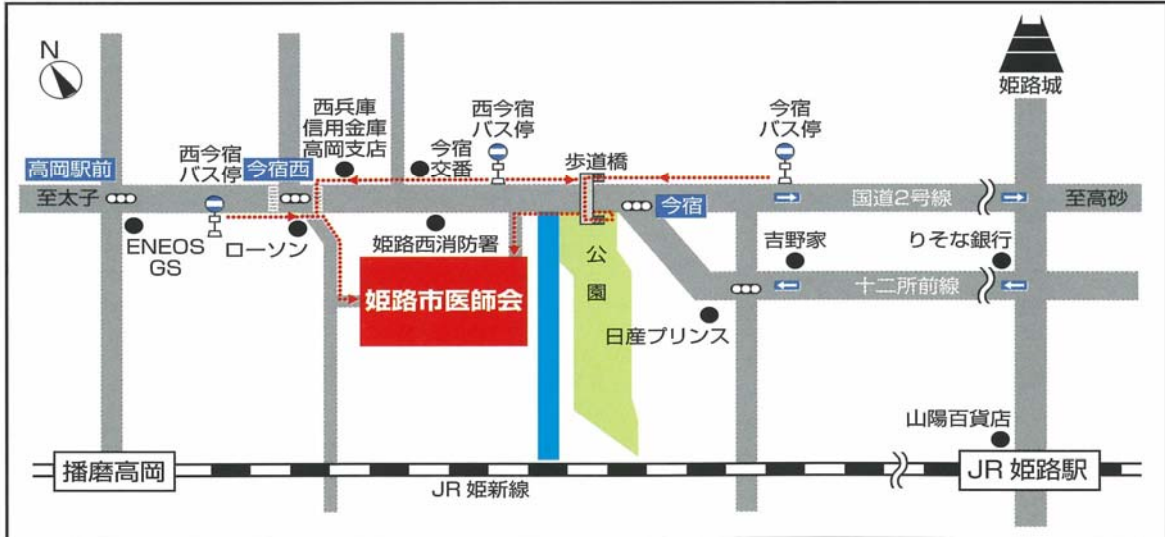 N
姫路城
西兵庫
信用金庫
高岡支店
西今宿
バス停
今宿
バス停
西今宿
バス停
今宿
交番
歩道橋
高岡駅前
今宿西
至太子
今宿
国道2号線
至高砂
ENEOS
GS
ローソン
姫路西消防署
公園
吉野家
りそな銀行
姫路市医師会
十二所前線
日産プリンス
山陽百貨店
播磨高岡
JR 姫新線
JR 姫路駅